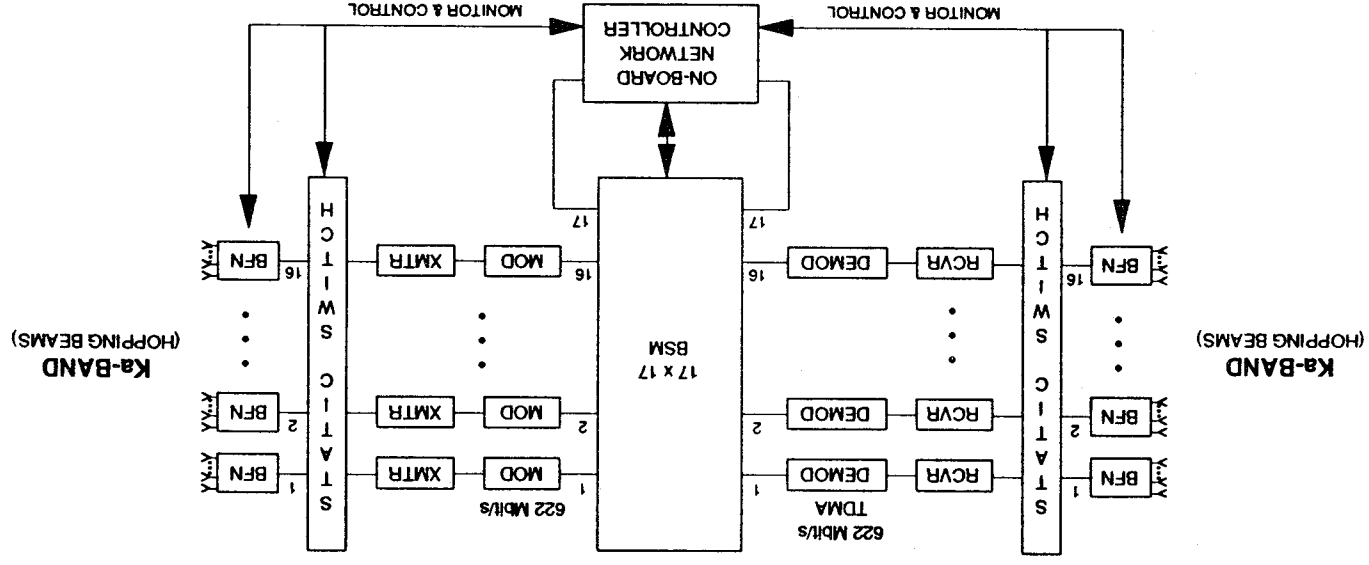 622 Mbit/s
TDMA
622 Mbit/s
BFN
1
RCVR
DEMOD
1
1
MOD
XMTR
1
BFN
BFN
2
RCVR
DEMOD
2
2
MOD
XMTR
2
BFN
STATIC SWITCH
17 x 17
BSM
STATIC SWITCH
Ka-BAND
(HOPPING BEAMS)
Ka-BAND
(HOPPING BEAMS)
BFN
16
RCVR
DEMOD
16
16
MOD
XMTR
16
BFN
17
17
ON-BOARD
NETWORK
CONTROLLER
MONITOR & CONTROL
MONITOR & CONTROL